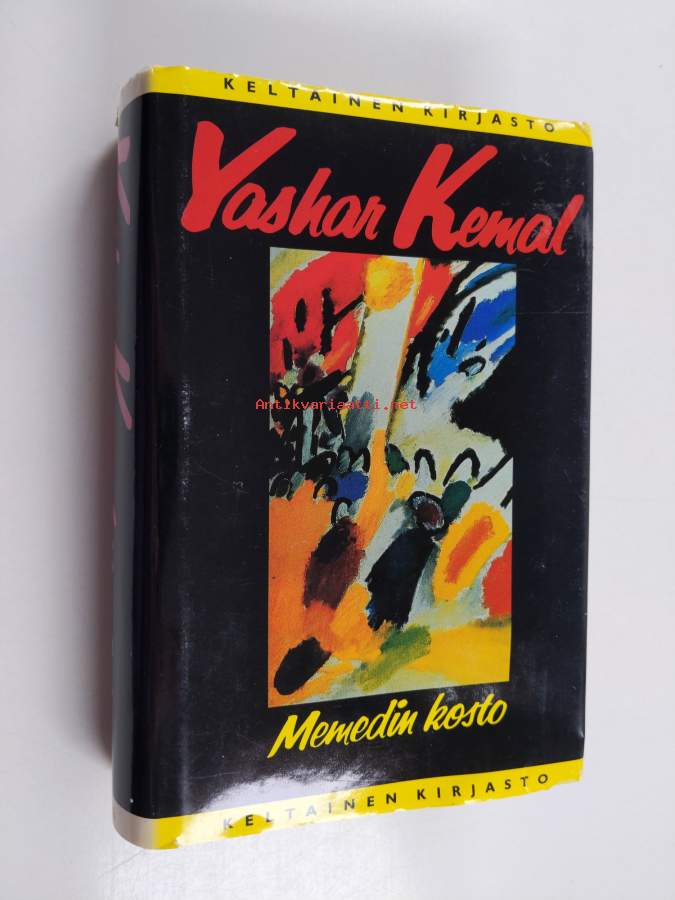 KELTAINEN KIRJASTO
Yashar Kemal
Antikvariaatti.net
Memedin kosto
KELTAINEN KIRJASTO